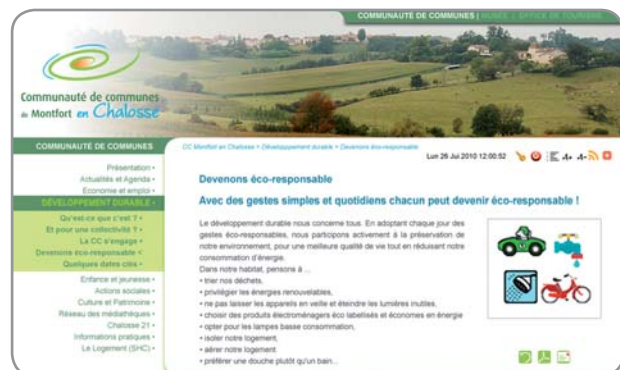 COMMUNAUTÉ DE COMMUNES | MUSÉE | OFFICE DE TOURISME
Communauté de communes
de Montfort en Chalosse
COMMUNAUTÉ DE COMMUNES
Présentation •
Actualités et Agenda •
Economie et emploi •
DÉVELOPPEMENT DURABLE •
Qu'est-ce que c'est ? •
Et pour une collectivité ? •
La CC s'engage •
Devenons éco-responsable <
Quelques dates clés •
Enfance et jeunesse •
Actions sociales •
Culture et Patrimoine •
Réseau des médiathèques •
Chalosse 21 •
Informations pratiques •
Le Logement (SHC) •
CC Montfort en Chalosse > Développement durable > Devenons éco-responsable
Lun 26 Jui 2010 12:00:52
A+ A-
Devenons éco-responsable
Avec des gestes simples et quotidiens chacun peut devenir éco-responsable !
Le développement durable nous concerne tous. En adoptant chaque jour des
gestes éco-responsables, nous participons activement à la préservation de
notre environnement, pour une meilleure qualité de vie tout en réduisant notre
consommation d'énergie.
Dans notre habitat, pensons à ...
• trier nos déchets,
• privilégier les énergies renouvelables,
• ne pas laisser les appareils en veille et éteindre les lumières inutiles,
• choisir des produits électroménagers éco labellisés et économes en énergie
• opter pour les lampes basse consommation,
• isoler notre logement,
• aérer notre logement
• préférer une douche plutôt qu'un bain...